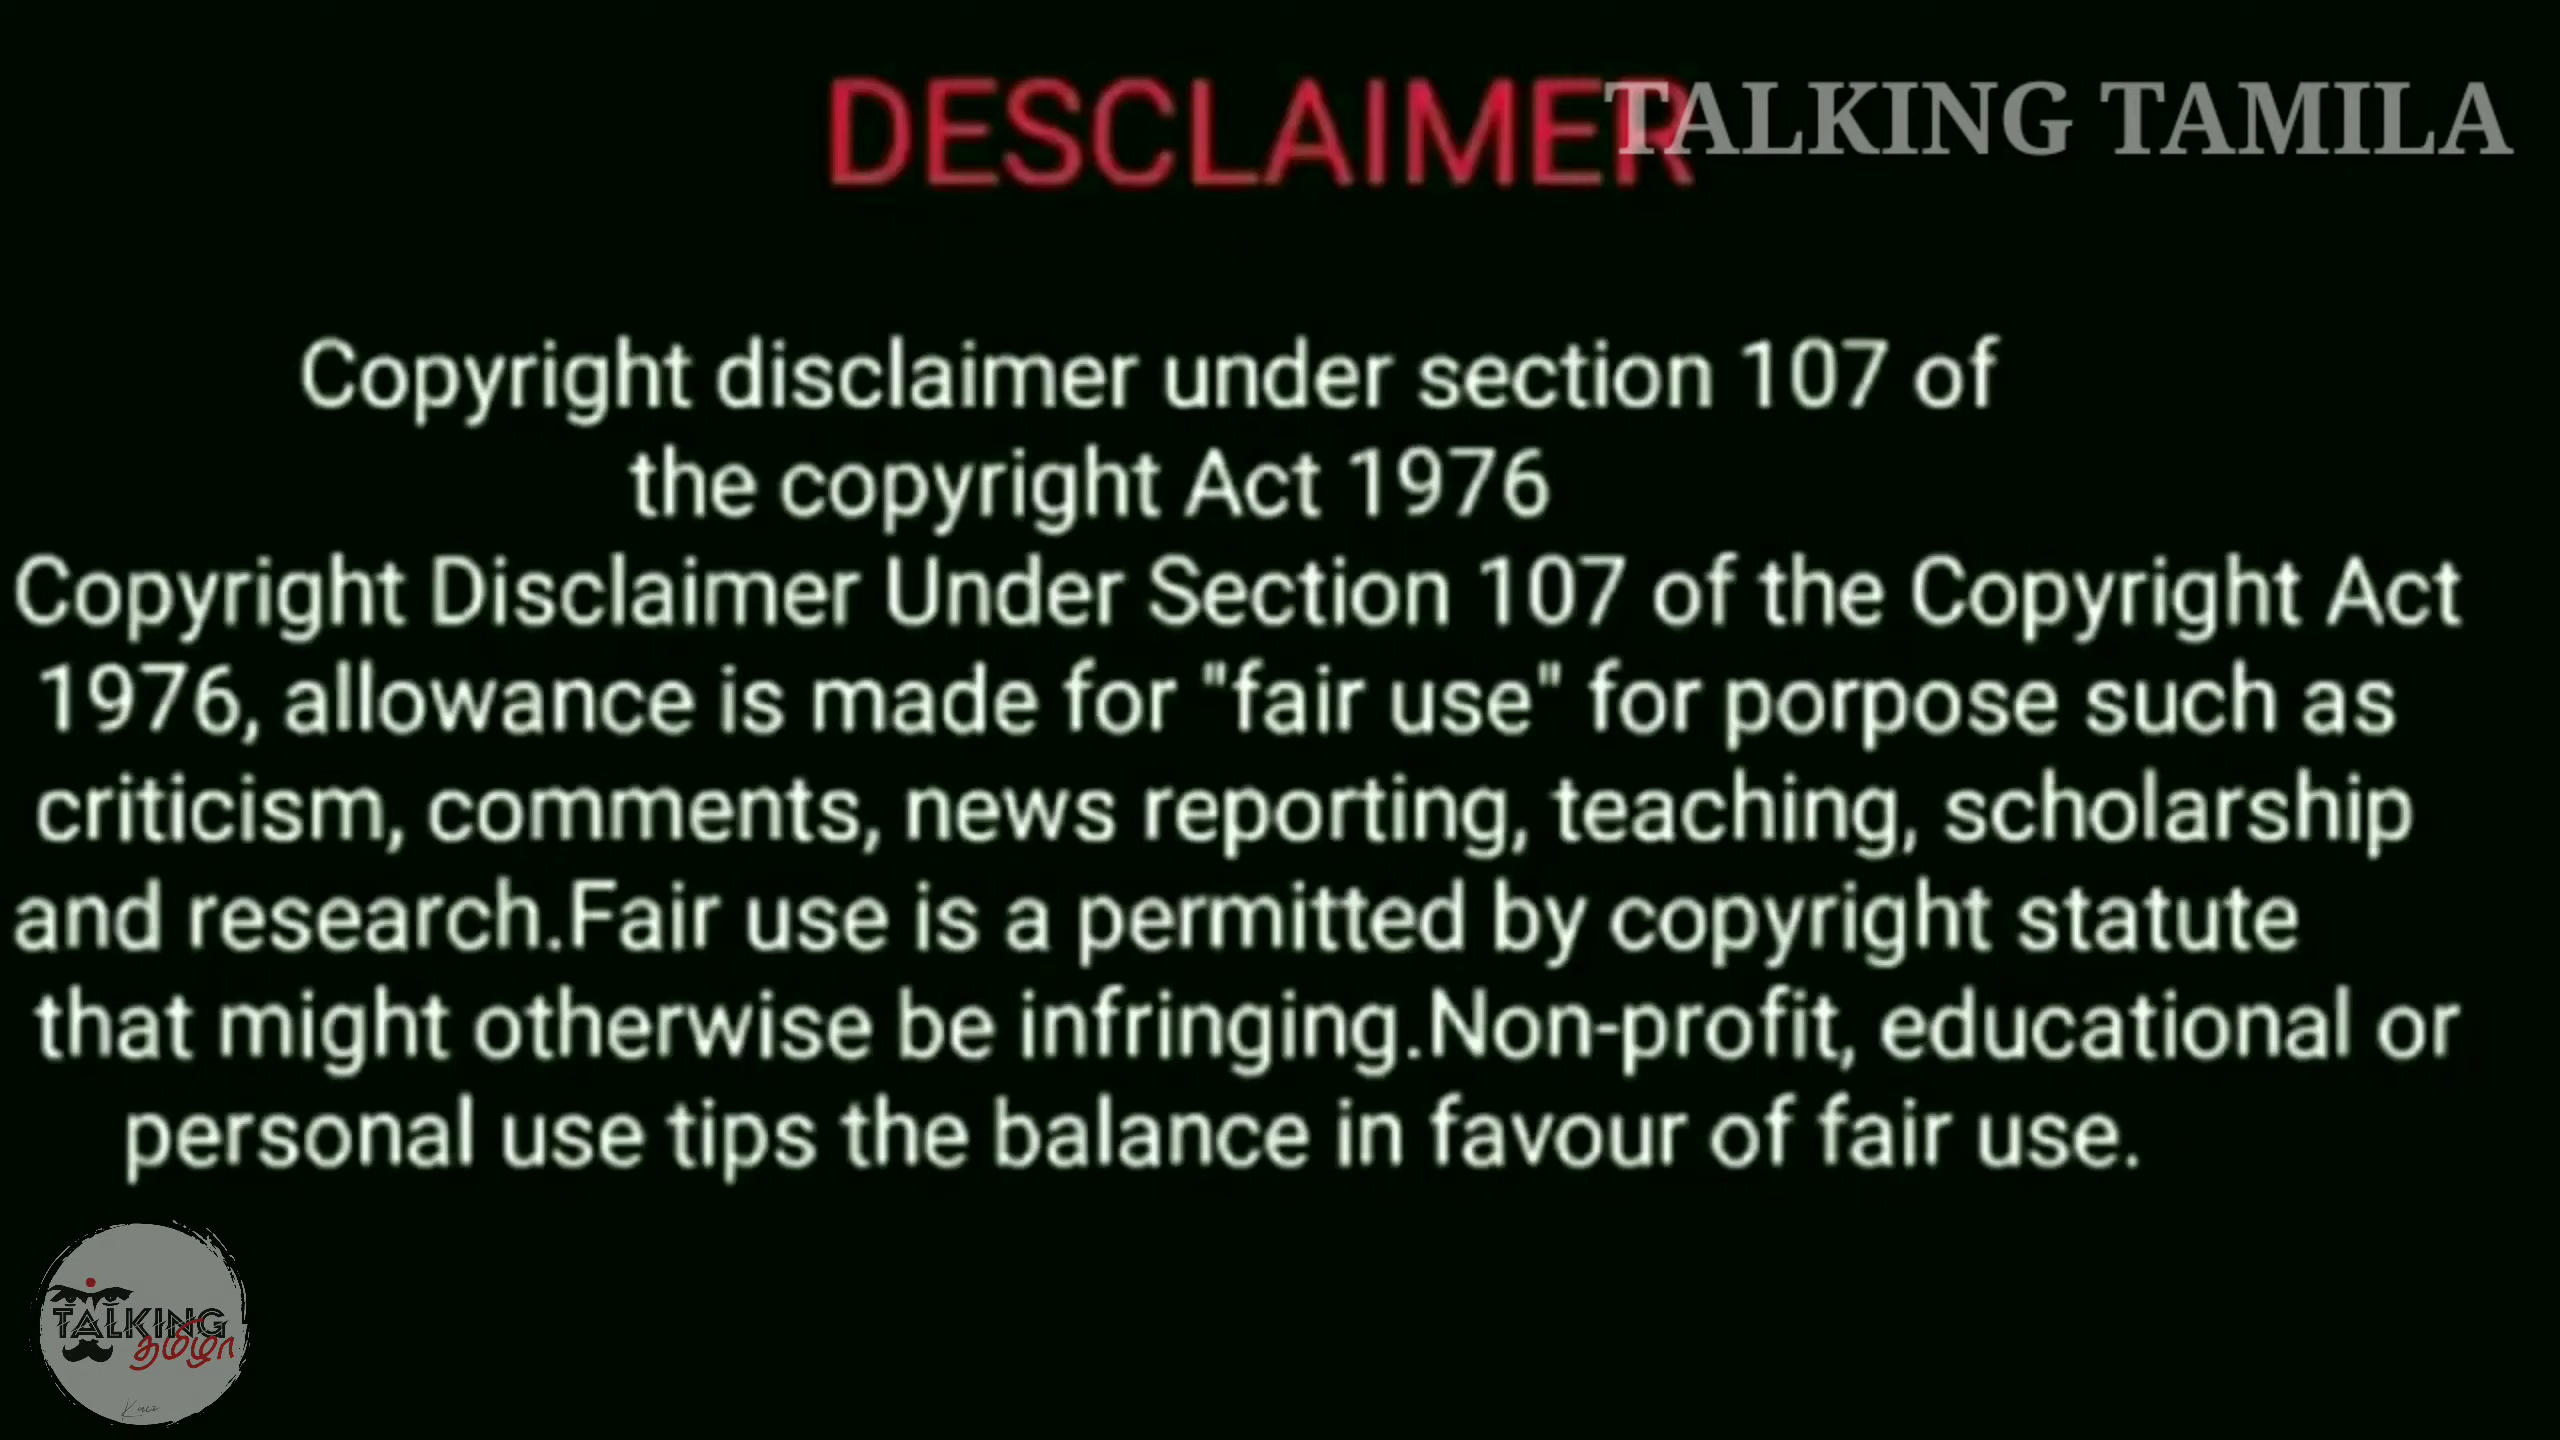 DESCLAIMER
TALKING TAMILA
Copyright disclaimer under section 107 of
the copyright Act 1976
Copyright Disclaimer Under Section 107 of the Copyright Act
1976, allowance is made for "fair use" for porpose such as
criticism, comments, news reporting, teaching, scholarship
and research.Fair use is a permitted by copyright statute
that might otherwise be infringing.Non-profit, educational or
personal use tips the balance in favour of fair use.
TALKING
தமிழா